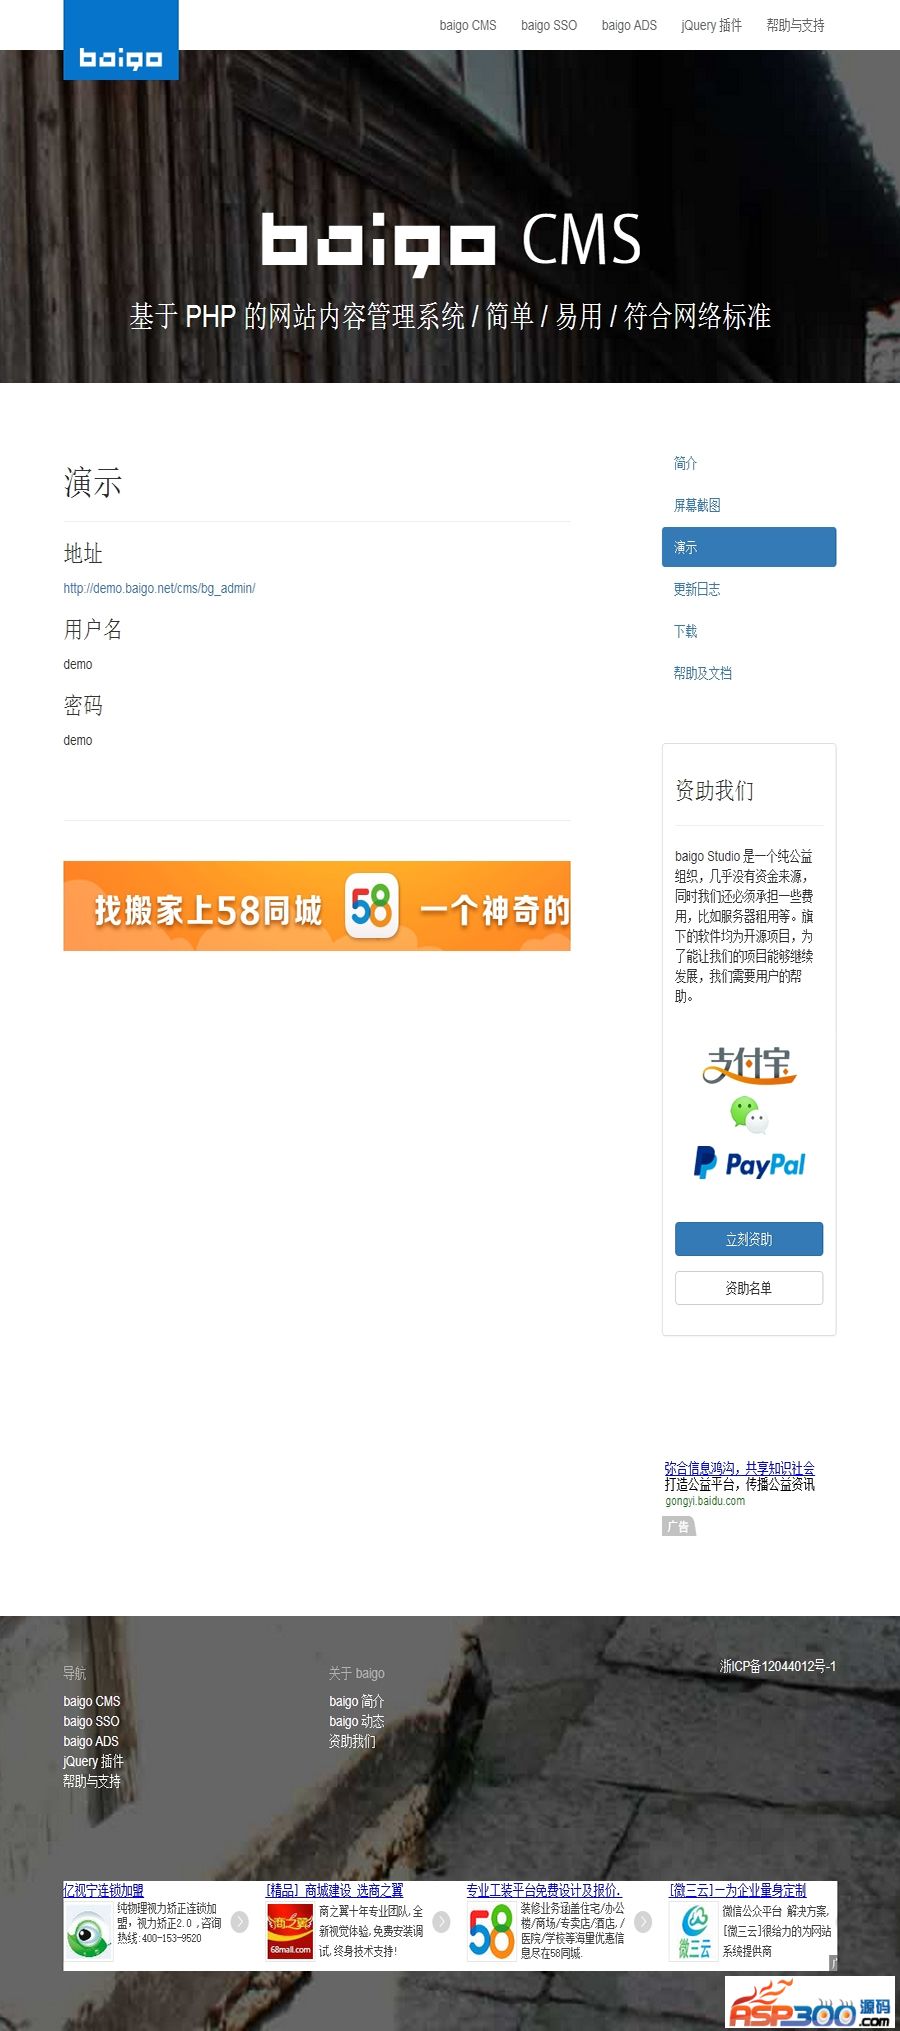 baigo
baigo CMS
baigo SSO
baigo ADS
jQuery 插件
帮助与支持
baigo CMS
基于 PHP 的网站内容管理系统 / 简单 / 易用 / 符合网络标准
演示
地址
http://demo.baigo.net/cms/bg_admin/
用户名
demo
密码
demo
找搬家上58同城 58 一个神奇的
简介
屏幕截图
演示
更新日志
下载
帮助及文档
资助我们
baigo Studio 是一个纯公益
组织，几乎没有资金来源，
同时我们还必须承担一些费
用，比如服务器租用等。旗
下的软件均为开源项目，为
了能让我们的项目能够继续
发展，我们需要用户的帮
助。
支付宝
PayPal
立刻资助
资助名单
弥合信息鸿沟，共享知识社会
打造公益平台，传播公益资讯
gongyi.baidu.com
广告
导航
baigo CMS
baigo SSO
baigo ADS
jQuery 插件
帮助与支持
关于 baigo
baigo 简介
baigo 动态
资助我们
浙ICP备12044012号-1
亿视宁连锁加盟
纯物理视力矫正连锁加
盟，视力矫正2.0 ,咨询
热线:400-153-9520
[精品] 商城建设 选商之翼
商之翼
68mall.com
商之翼十年专业团队,全
新视觉体验,免费安装调
试,终身技术支持!
专业工装平台免费设计及报价.
58
装修业务涵盖住宅/办公
楼/商场/专卖店/酒店,/
医院/学校等海量优惠信
息尽在58同城.
[微三云]一为企业量身定制
微三云
微信公众平台 解决方案,
[微三云]很给力的为网站
系统提供商
ASP300源码
.com